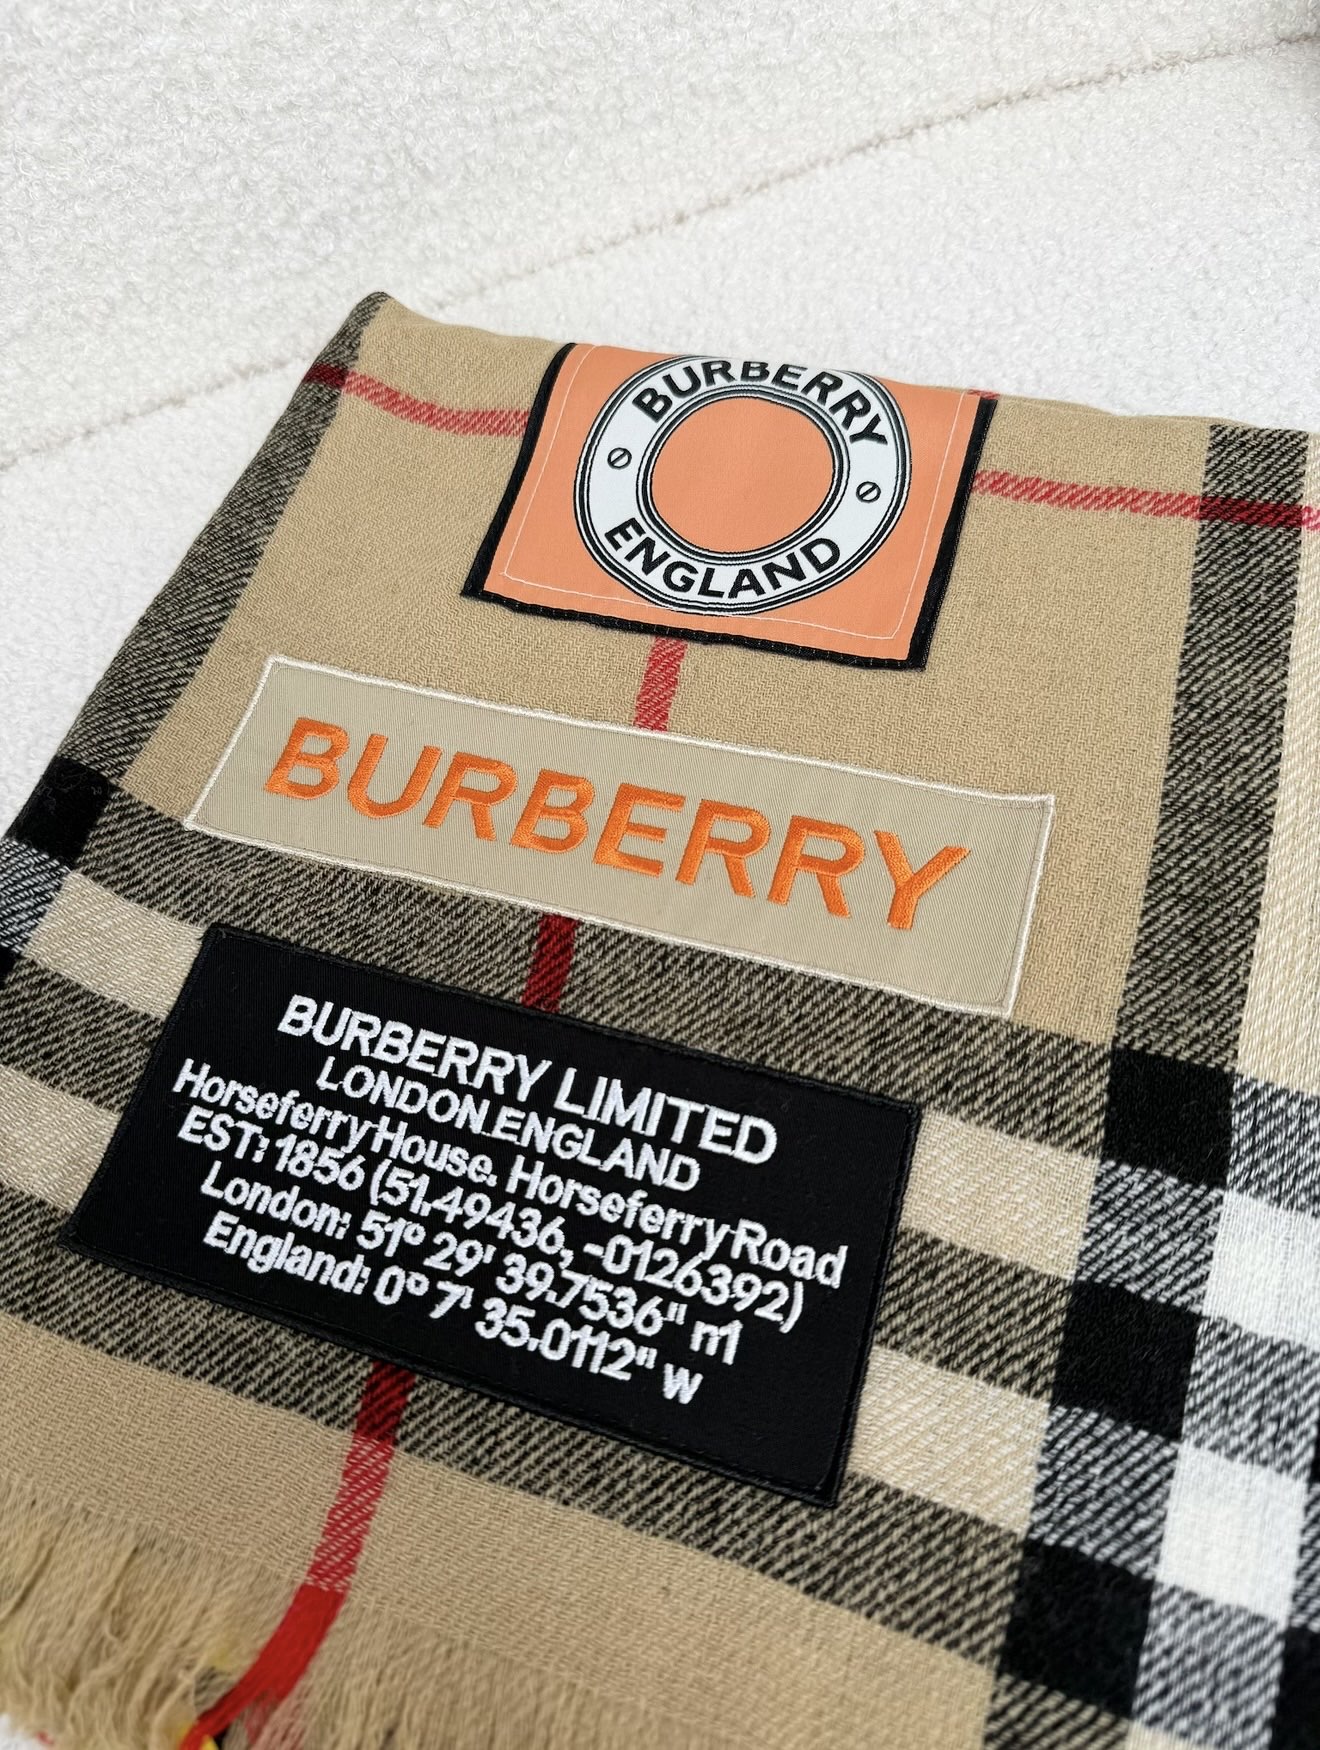 BURBERRY
ENGLAND
BURBERRY
BURBERRY LIMITED
LONDON.ENGLAND
HorseferryHouse. HorseferryRoad
EST: 1856 (51.49436, -0126392)
London: 51° 29' 39.7536" n1
England: 0° 7' 35.0112" w